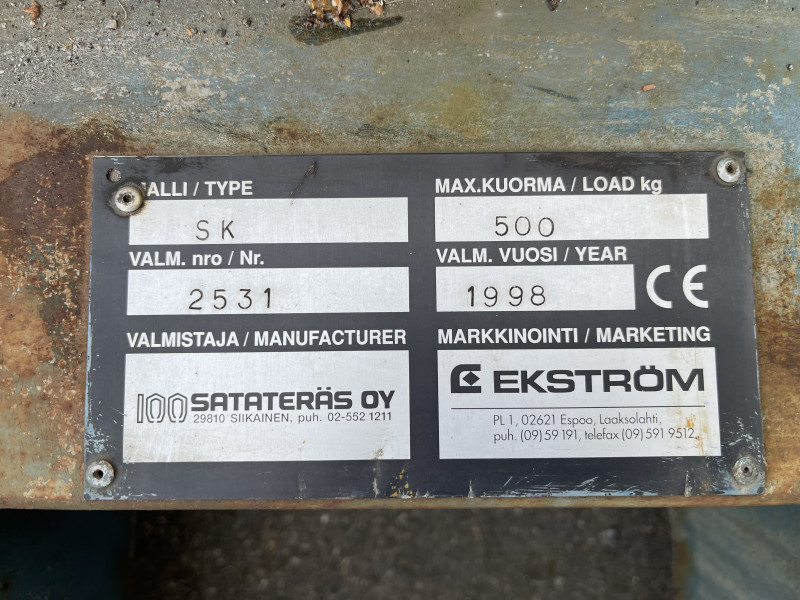 MALLI / TYPE
SK
MAX.KUORMA / LOAD kg
500
VALM. nro / Nr.
2531
VALM. VUOSI / YEAR
1998
CE
VALMISTAJA / MANUFACTURER
100 SATATERÄS OY
29810 SIIKAINEN, puh. 02-552 1211
MARKKINOINTI / MARKETING
EKSTRÖM
PL 1, 02621 Espoo, Laaksolahti,
puh. (09) 59 191, telefax (09) 591 9512